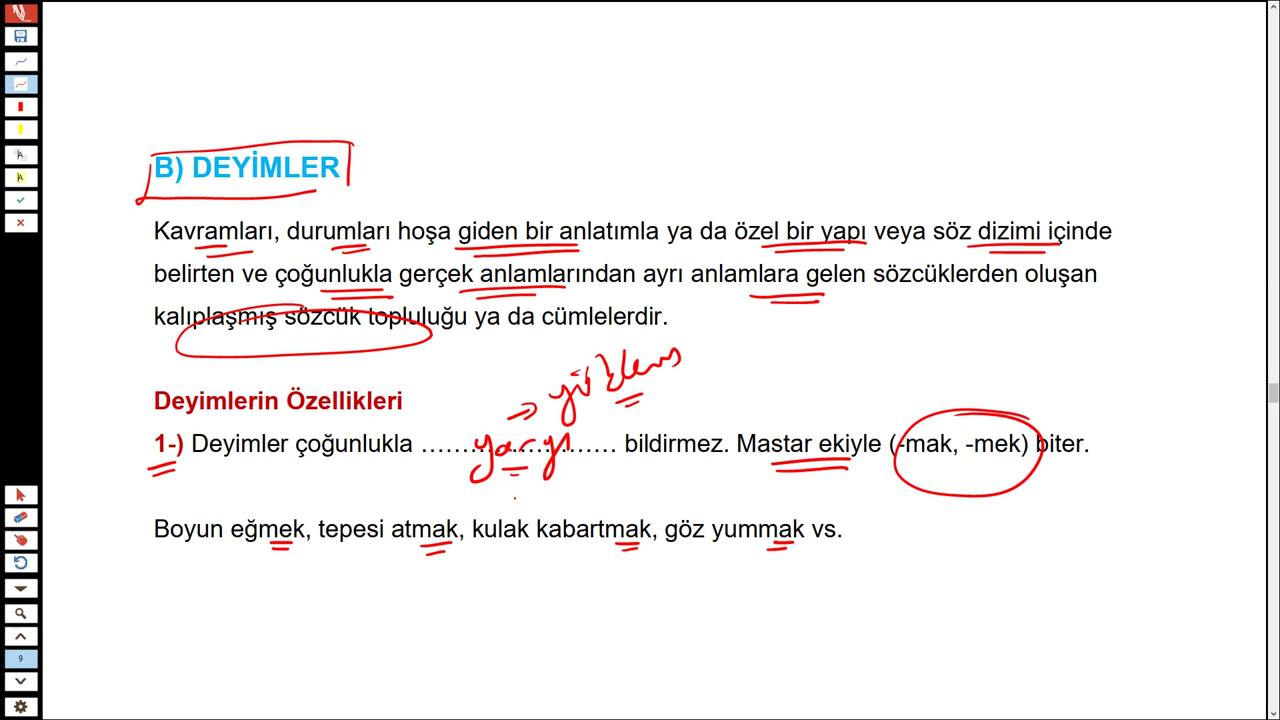 B) DEYİMLER
Kavramları, durumları hoşa giden bir anlatımla ya da özel bir yapı veya söz dizimi içinde
belirten ve çoğunlukla gerçek anlamlarından ayrı anlamlara gelen sözcüklerden oluşan
kalıplaşmış sözcük topluluğu ya da cümlelerdir.
Deyimlerin Özellikleri
1-) Deyimler çoğunlukla …yargı… bildirmez. Mastar ekiyle (-mak, -mek) biter.
Boyun eğmek, tepesi atmak, kulak kabartmak, göz yummak vs.
9